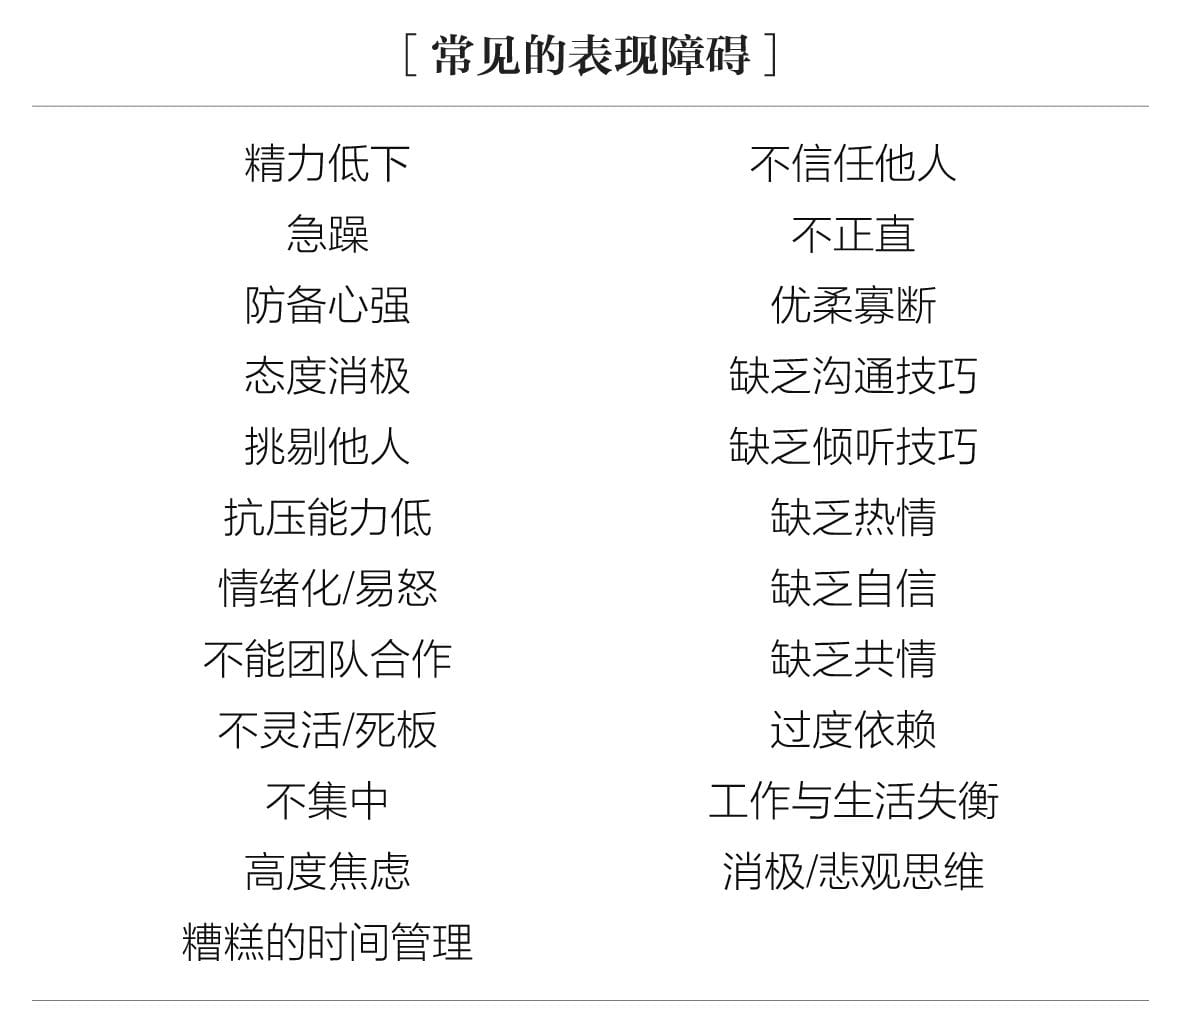 [ 常见的表现障碍 ]
精力低下
急躁
防备心强
态度消极
挑剔他人
抗压能力低
情绪化/易怒
不能团队合作
不灵活/死板
不集中
高度焦虑
糟糕的时间管理
不信任他人
不正直
优柔寡断
缺乏沟通技巧
缺乏倾听技巧
缺乏热情
缺乏自信
缺乏共情
过度依赖
工作与生活失衡
消极/悲观思维